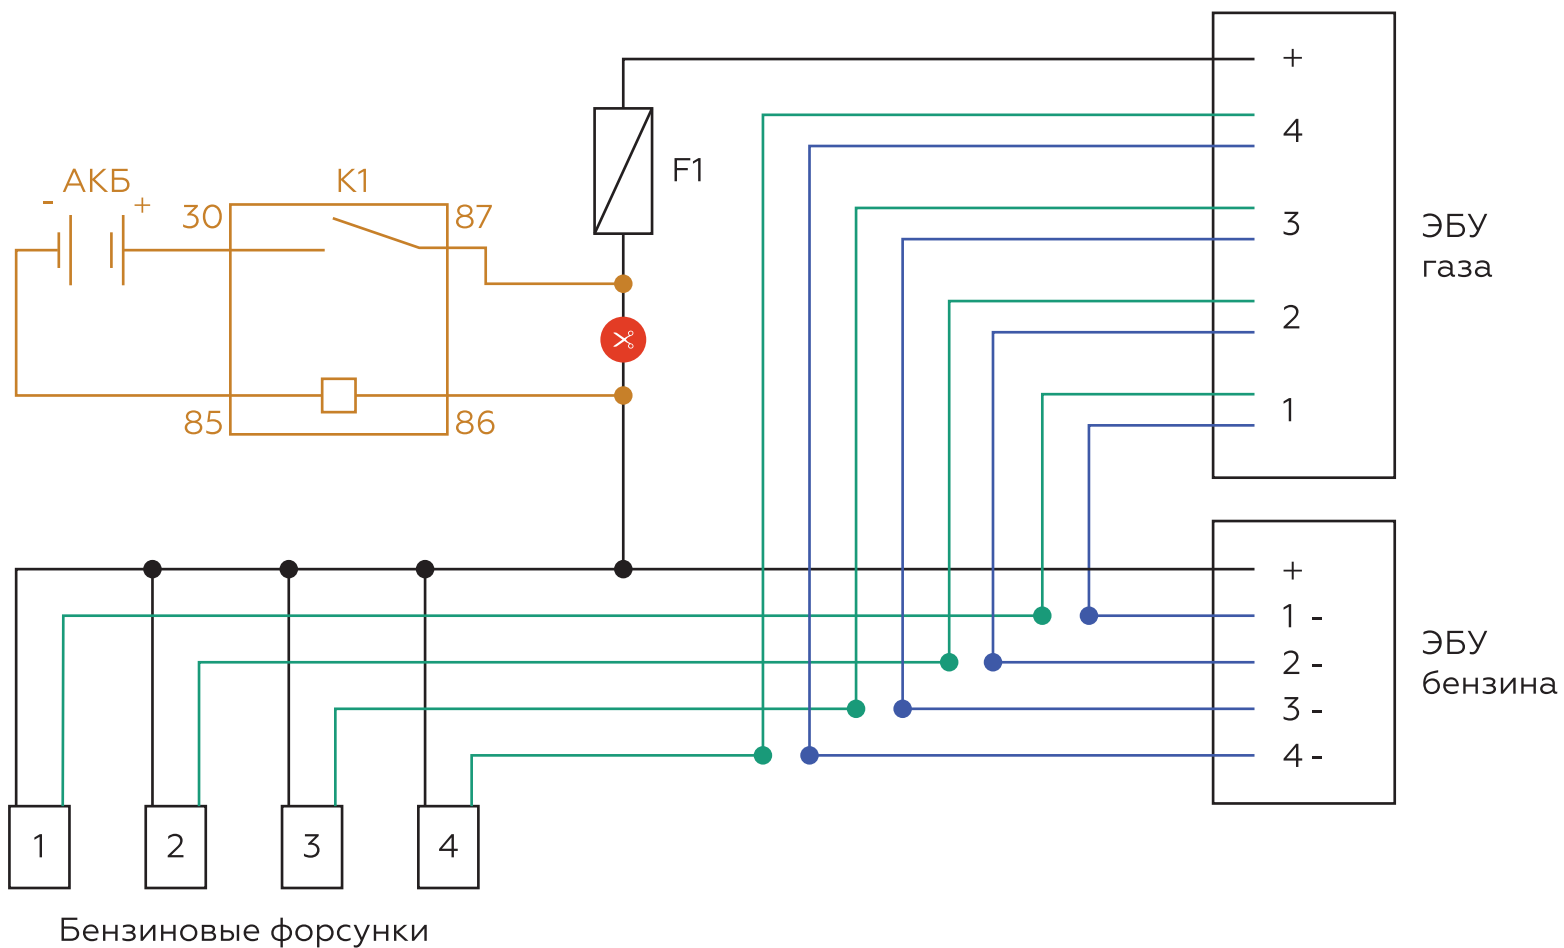 +
4
F1
- АКБ +
K1
30
87
3
ЭБУ
газа
2
85
86
1
+
1 -
2 -
ЭБУ
бензина
3 -
4 -
1
2
3
4
Бензиновые форсунки